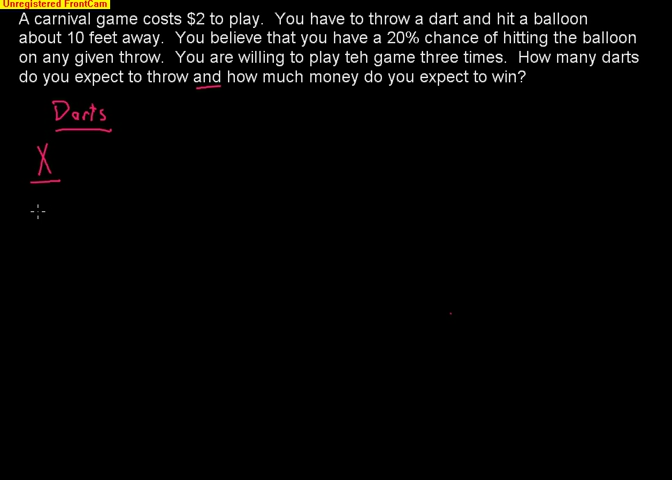 Unregistered FrontCam
A carnival game costs $2 to play.  You have to throw a dart and hit a balloon
about 10 feet away.  You believe that you have a 20% chance of hitting the balloon
on any given throw.  You are willing to play teh game three times.  How many darts
do you expect to throw and how much money do you expect to win?
Darts
X